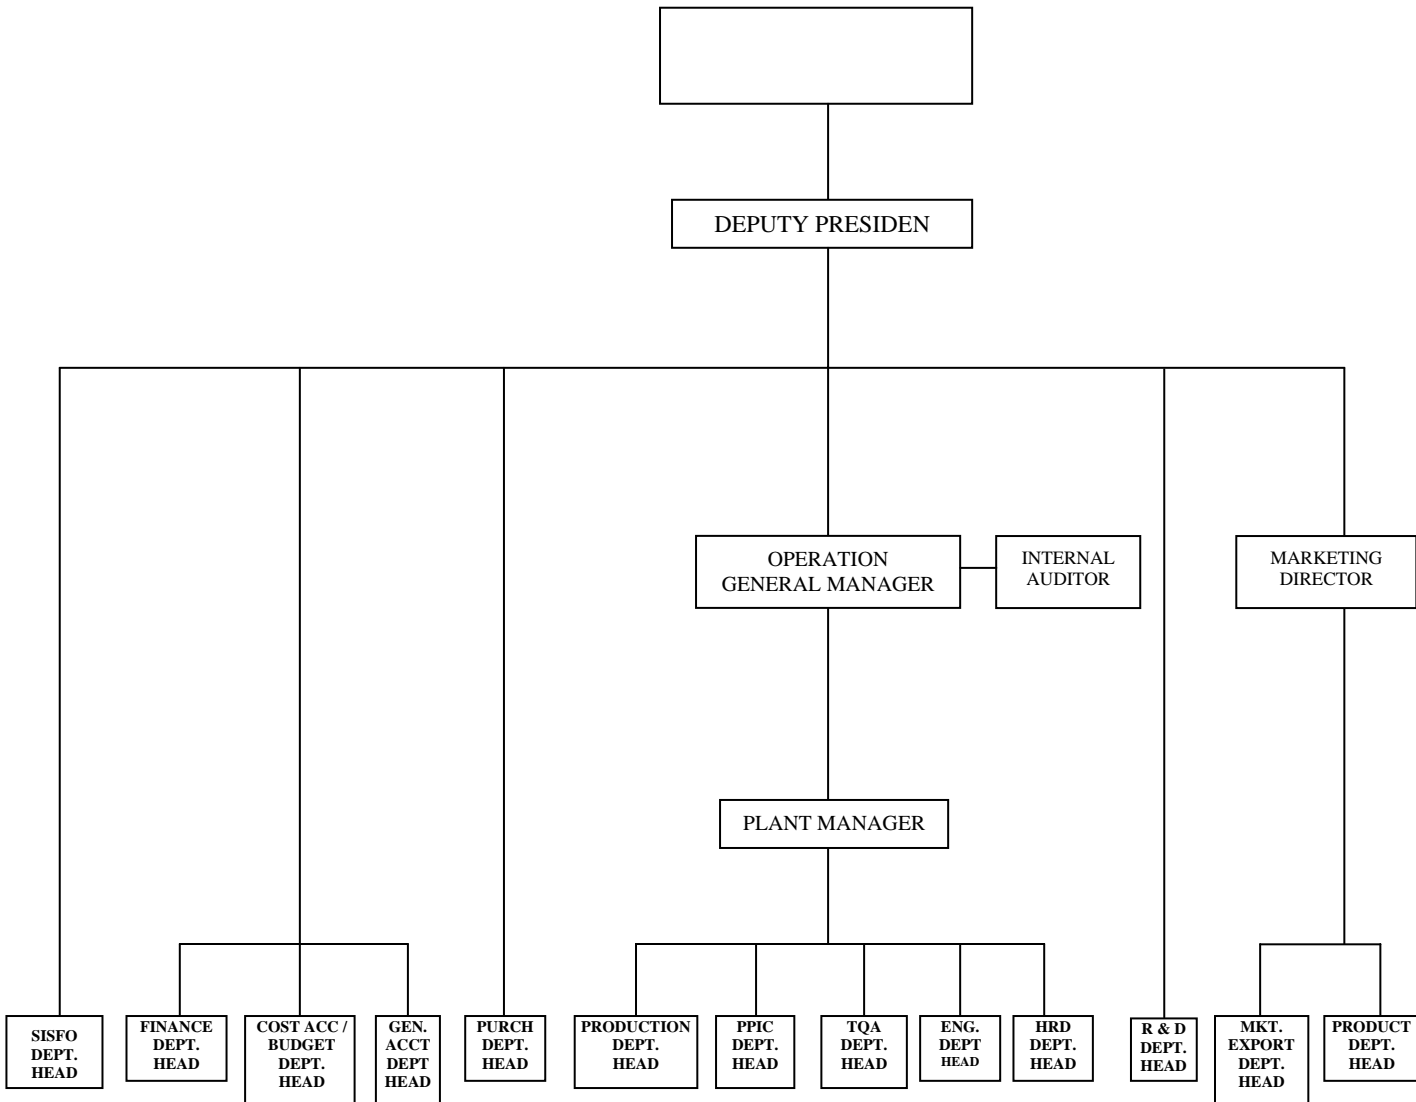 DEPUTY PRESIDEN
OPERATION
GENERAL MANAGER
INTERNAL
AUDITOR
MARKETING
DIRECTOR
PLANT MANAGER
SISFO
DEPT.
HEAD
FINANCE
DEPT.
HEAD
COST ACC /
BUDGET
DEPT.
HEAD
GEN.
ACCT
DEPT
HEAD
PURCH
DEPT.
HEAD
PRODUCTION
DEPT.
HEAD
PPIC
DEPT.
HEAD
TQA
DEPT.
HEAD
ENG.
DEPT
HEAD
HRD
DEPT.
HEAD
R & D
DEPT.
HEAD
MKT.
EXPORT
DEPT.
HEAD
PRODUCT
DEPT.
HEAD